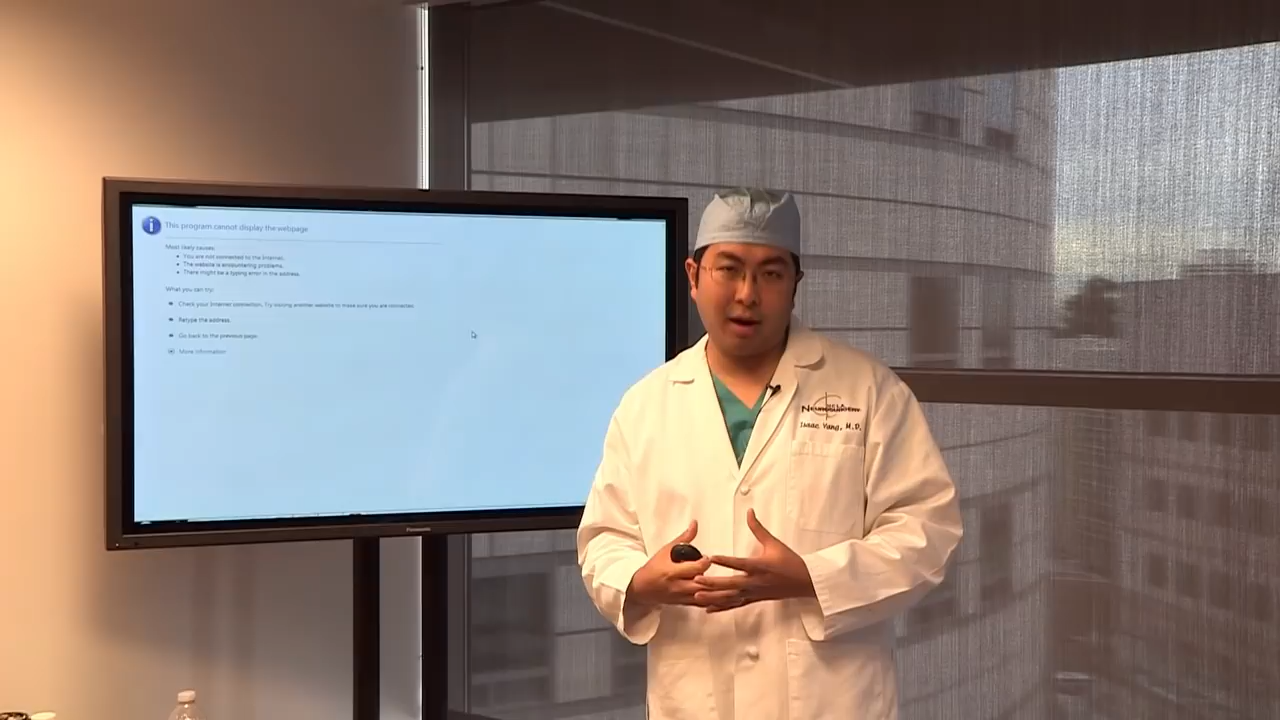 This program cannot display the webpage
Most likely causes:
You are not connected to the Internet.
The website is encountering problems.
There might be a typing error in the address.
What you can try:
Check your Internet connection. Try visiting another website to make sure you are connected.
Retype the address.
Go back to the previous page.
More information
Panasonic
UCLA
NEUROSURGERY
Isaac Yang, M.D.